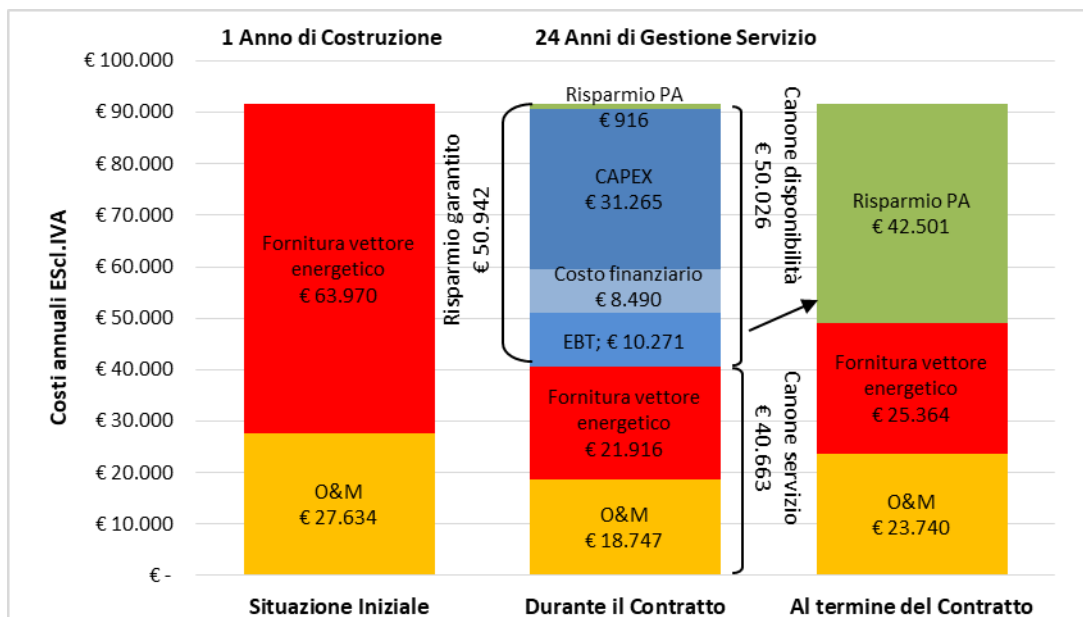 1 Anno di Costruzione
24 Anni di Gestione Servizio
Costi annuali EScl.IVA
€ 100.000
€ 90.000
€ 80.000
€ 70.000
€ 60.000
€ 50.000
€ 40.000
€ 30.000
€ 20.000
€ 10.000
€ -
Fornitura vettore
energetico
€ 63.970
O&M
€ 27.634
Risparmio garantito
€ 50.942
Risparmio PA
€ 916
CAPEX
€ 31.265
Costo finanziario
€ 8.490
EBT; € 10.271
Fornitura vettore
energetico
€ 21.916
O&M
€ 18.747
Canone disponibilità
€ 50.026
Canone servizio
€ 40.663
Risparmio PA
€ 42.501
Fornitura vettore
energetico
€ 25.364
O&M
€ 23.740
Situazione Iniziale
Durante il Contratto
Al termine del Contratto